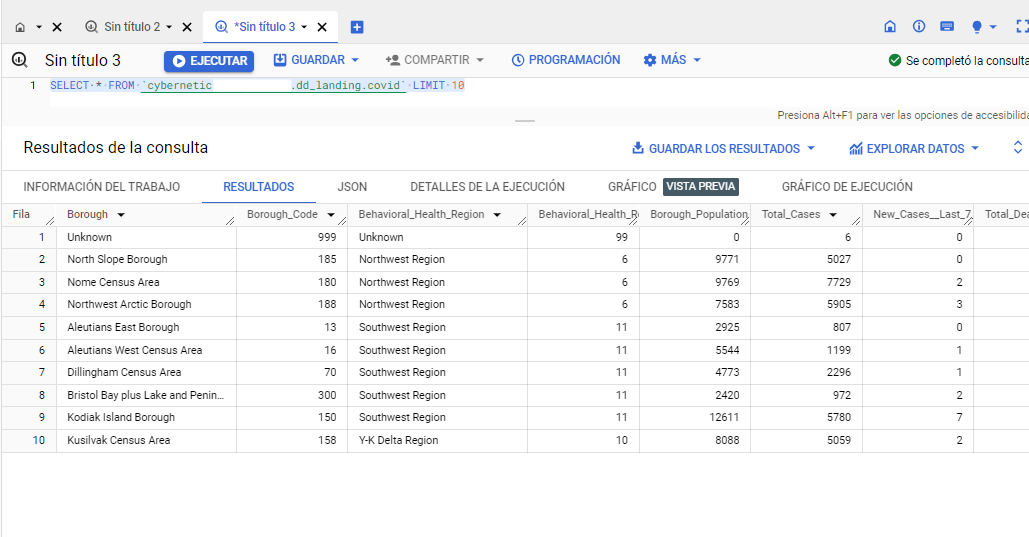 Sin título 2 *Sin título 3
Sin título 3 EJECUTAR GUARDAR COMPARTIR PROGRAMACIÓN MÁS Se completó la consulta
1 SELECT * FROM `cybernetic .dd_landing.covid` LIMIT 10
Presiona Alt+F1 para ver las opciones de accesibilida
Resultados de la consulta GUARDAR LOS RESULTADOS EXPLORAR DATOS
INFORMACIÓN DEL TRABAJO RESULTADOS JSON DETALLES DE LA EJECUCIÓN GRÁFICO VISTA PREVIA GRÁFICO DE EJECUCIÓN
Fila Borough Borough_Code Behavioral_Health_Region Behavioral_Health_R Borough_Population Total_Cases New_Cases__Last_7 Total_Dea
1 Unknown 999 Unknown 99 0 6 0
2 North Slope Borough 185 Northwest Region 6 9771 5027 0
3 Nome Census Area 180 Northwest Region 6 9769 7729 2
4 Northwest Arctic Borough 188 Northwest Region 6 7583 5905 3
5 Aleutians East Borough 13 Southwest Region 11 2925 807 0
6 Aleutians West Census Area 16 Southwest Region 11 5544 1199 1
7 Dillingham Census Area 70 Southwest Region 11 4773 2296 1
8 Bristol Bay plus Lake and Penin... 300 Southwest Region 11 2420 972 2
9 Kodiak Island Borough 150 Southwest Region 11 12611 5780 7
10 Kusilvak Census Area 158 Y-K Delta Region 10 8088 5059 2